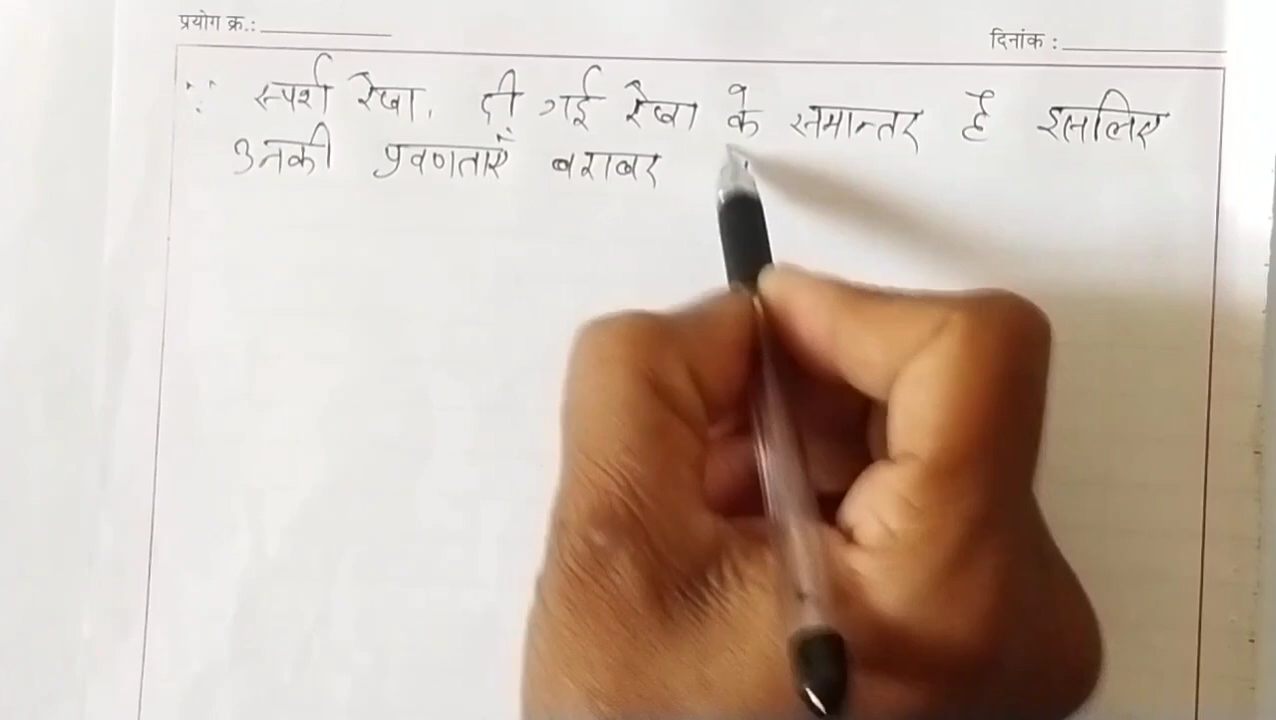 प्रयोग क्र.:
दिनांक :
∵ स्पर्श रेखा, दी गई रेखा के समान्तर है इसलिए
उनकी प्रवणताएँ बराबर